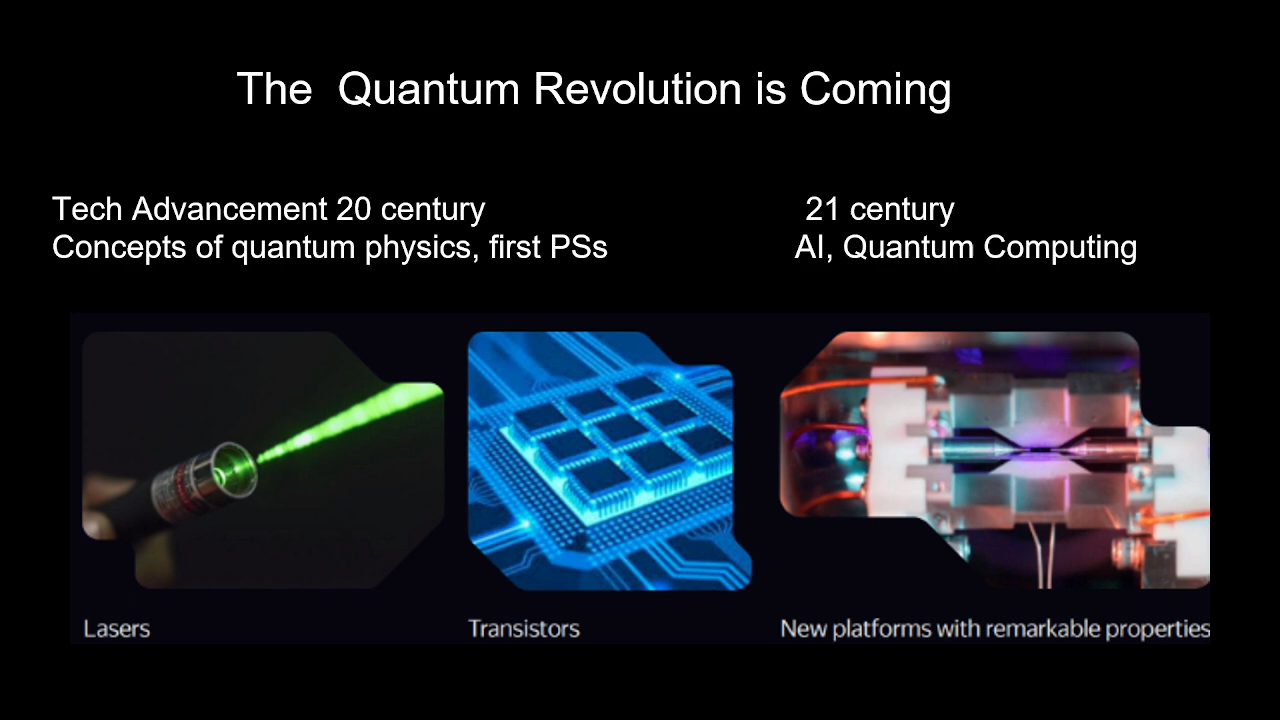 The  Quantum Revolution is Coming
Tech Advancement 20 century
Concepts of quantum physics, first PSs
21 century
AI, Quantum Computing
Lasers
Transistors
New platforms with remarkable properties